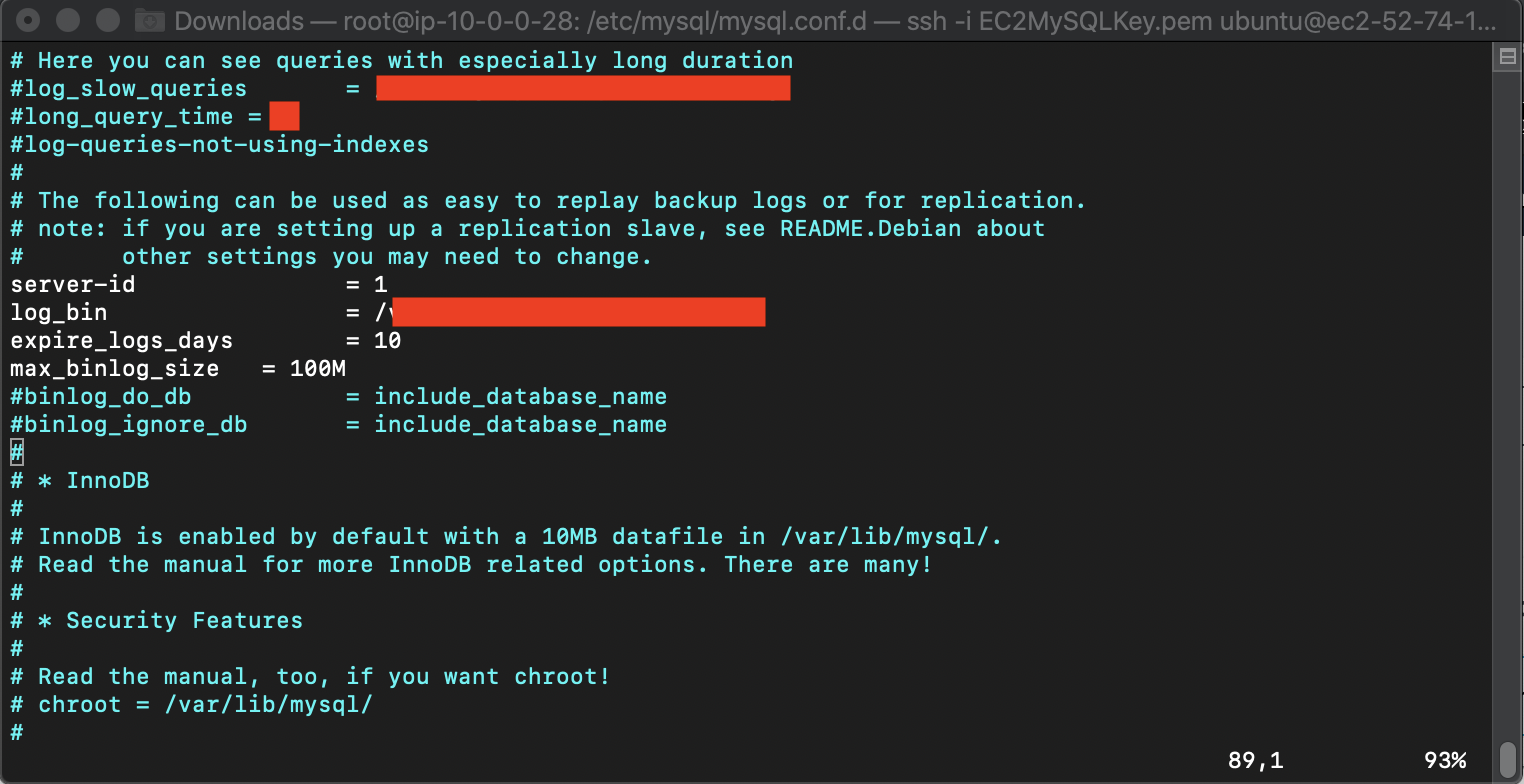 Downloads — root@ip-10-0-0-28: /etc/mysql/mysql.conf.d — ssh -i EC2MySQLKey.pem ubuntu@ec2-52-74-1...
# Here you can see queries with especially long duration
#log_slow_queries       =
#long_query_time =
#log-queries-not-using-indexes
#
# The following can be used as easy to replay backup logs or for replication.
# note: if you are setting up a replication slave, see README.Debian about
#       other settings you may need to change.
server-id               = 1
log_bin                 = /
expire_logs_days        = 10
max_binlog_size   = 100M
#binlog_do_db           = include_database_name
#binlog_ignore_db       = include_database_name
#
# * InnoDB
#
# InnoDB is enabled by default with a 10MB datafile in /var/lib/mysql/.
# Read the manual for more InnoDB related options. There are many!
#
# * Security Features
#
# Read the manual, too, if you want chroot!
# chroot = /var/lib/mysql/
#
89,1          93%